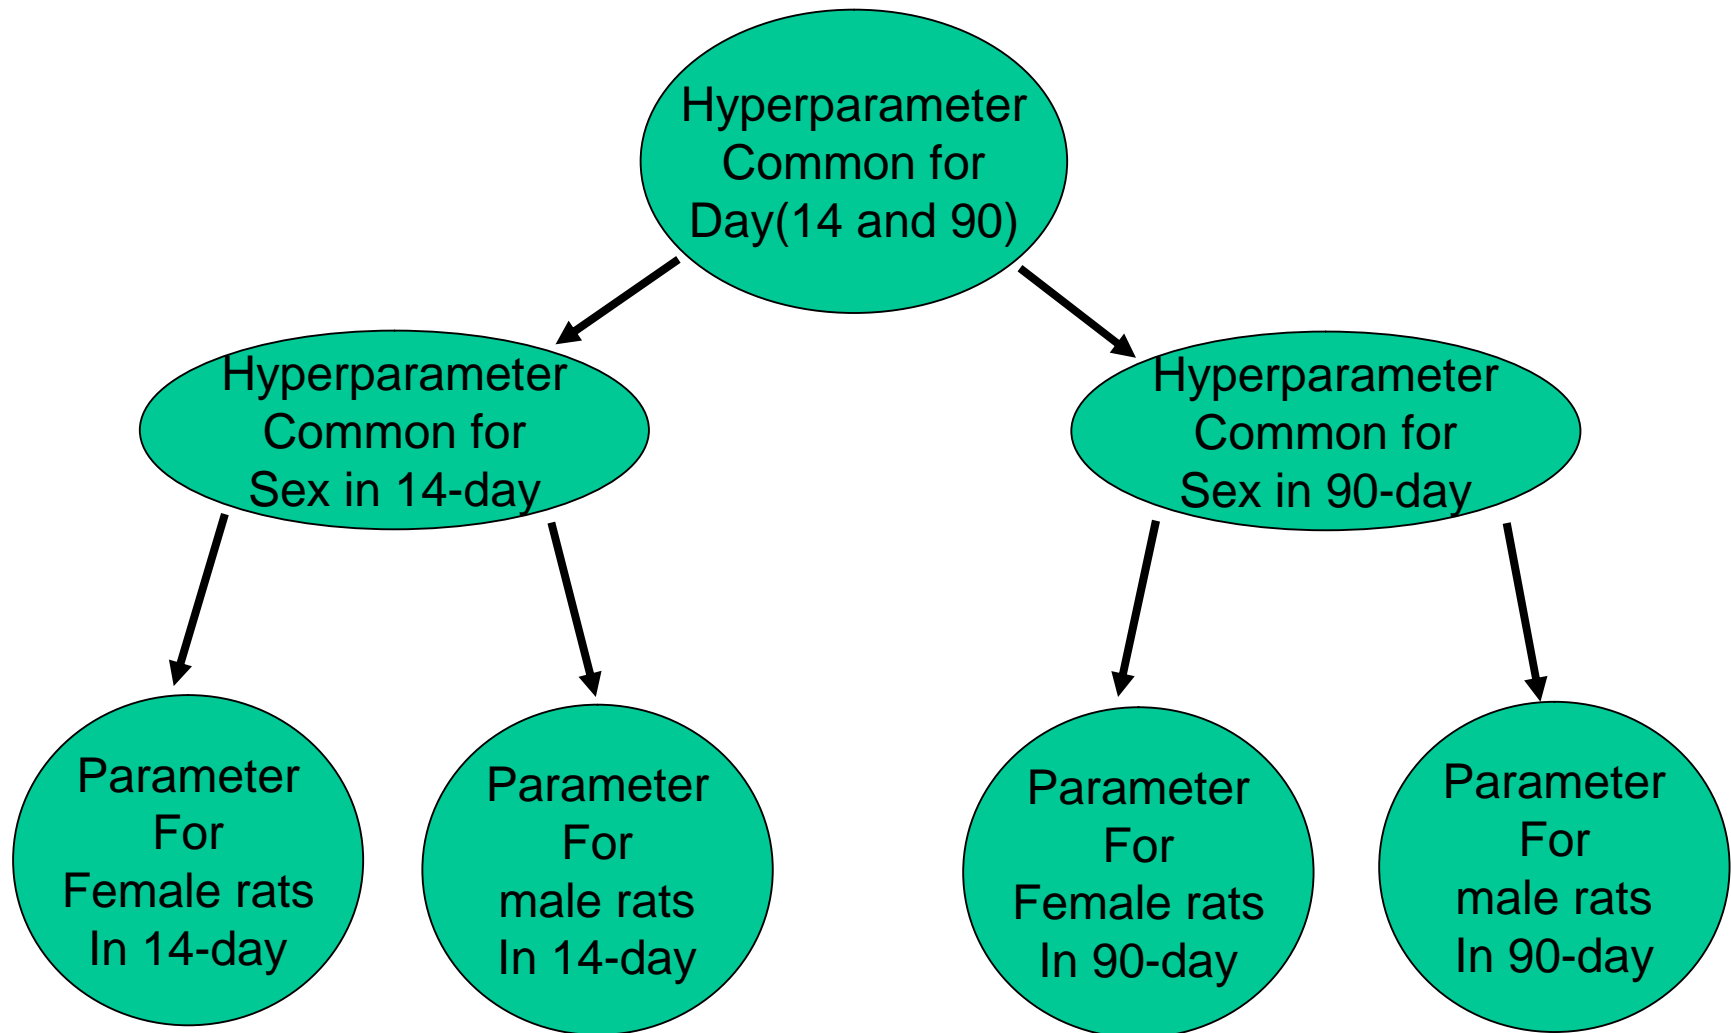 Hyperparameter
Common for
Day(14 and 90)
Hyperparameter
Common for
Sex in 14-day
Hyperparameter
Common for
Sex in 90-day
Parameter
For
Female rats
In 14-day
Parameter
For
male rats
In 14-day
Parameter
For
Female rats
In 90-day
Parameter
For
male rats
In 90-day